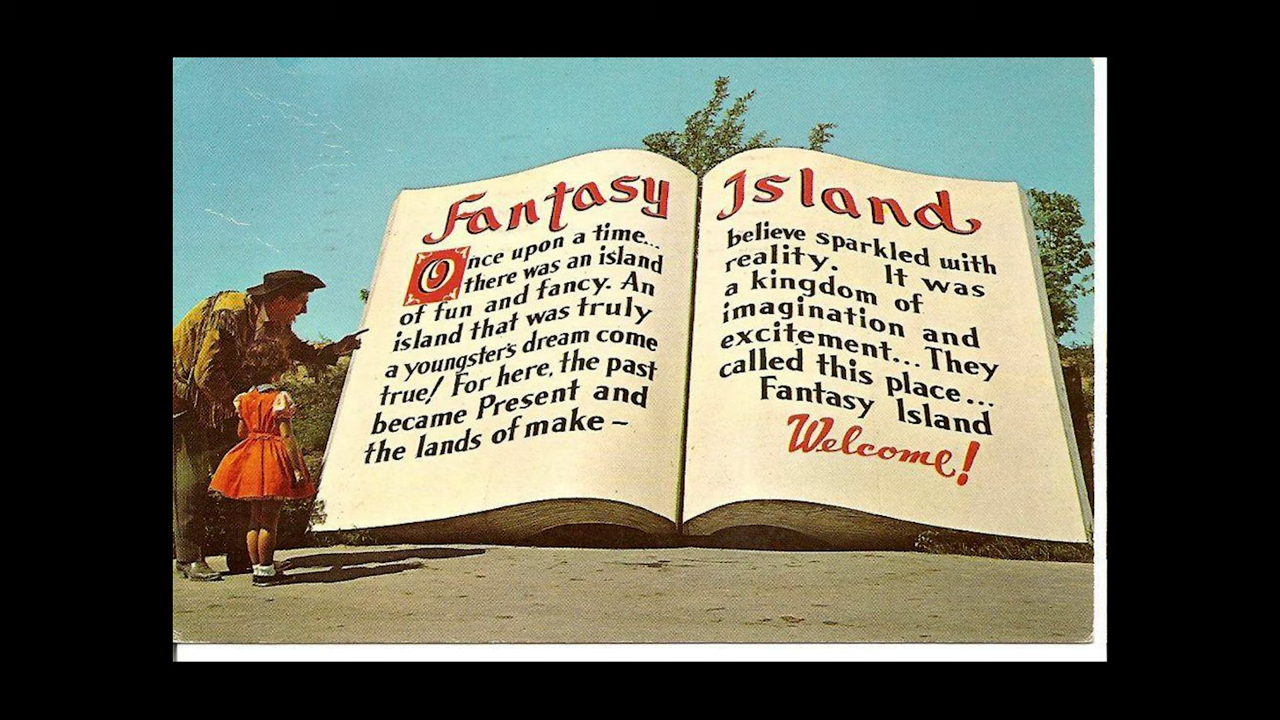 Fantasy Island
Once upon a time...
there was an island
of fun and fancy. An
island that was truly
a youngster's dream come
true! For here, the past
became Present and
the lands of make –
believe sparkled with
reality. It was
a kingdom of
imagination and
excitement... They
called this place...
Fantasy Island
Welcome!